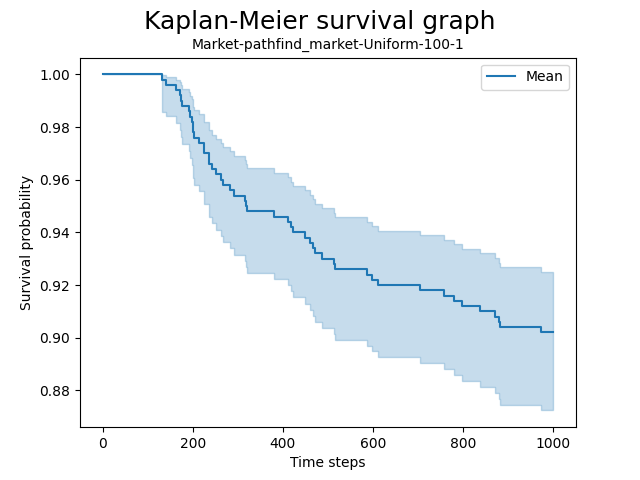 Kaplan-Meier survival graph
Market-pathfind_market-Uniform-100-1
Mean
Survival probability
1.00
0.98
0.96
0.94
0.92
0.90
0.88
0 200 400 600 800 1000
Time steps